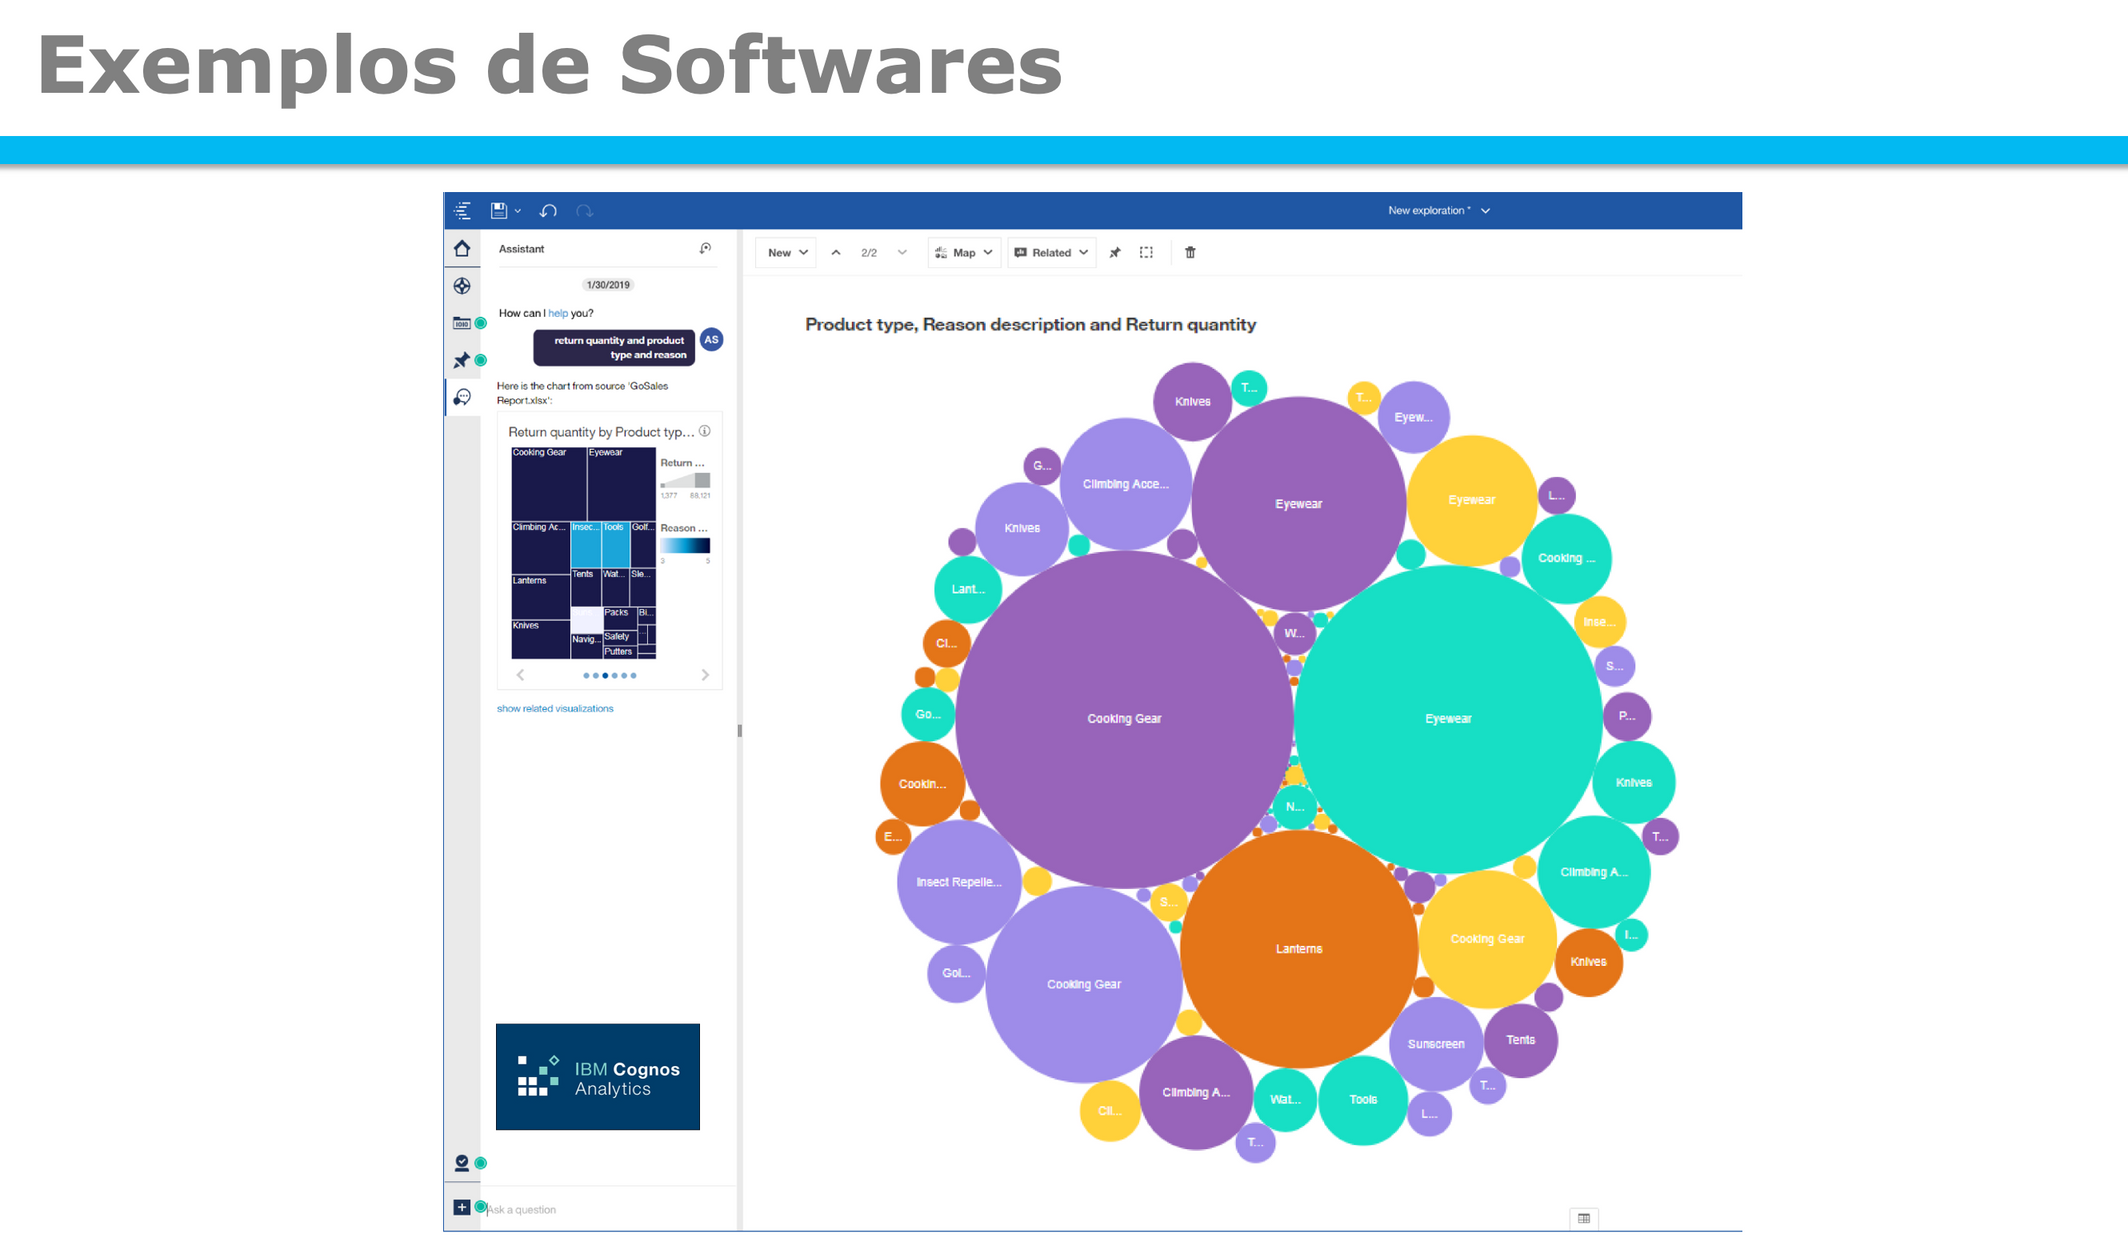 Exemplos de Softwares
New exploration *
Assistant
New
2/2
Map
Related
1/30/2019
How can I help you?
return quantity and product
type and reason
AS
Here is the chart from source 'GoSales
Report.xlsx':
Return quantity by Product typ...
Cooking Gear
Eyewear
Return ...
1,377
88,121
Climbing Ac...
Insec...
Tools
Golf...
Reason ...
3
5
Lanterns
Tents
Wat...
Sle...
Packs
Bi...
Knives
Navig...
Safety
Putters
show related visualizations
IBM Cognos
Analytics
Ask a question
Product type, Reason description and Return quantity
Knives
T...
T...
Eyew...
G...
Climbing Acce...
Eyewear
Eyewear
L...
Knives
Cooking ...
Lant...
Inse...
W...
Cl...
S...
Go...
Cooking Gear
Eyewear
P...
Cookin...
Knives
N...
E...
T...
Insect Repelle...
Climbing A...
S...
Gol...
Cooking Gear
Lanterns
Cooking Gear
I...
Knives
Sunscreen
Tents
Cli...
Climbing A...
Wat...
Tools
T...
L...
T...